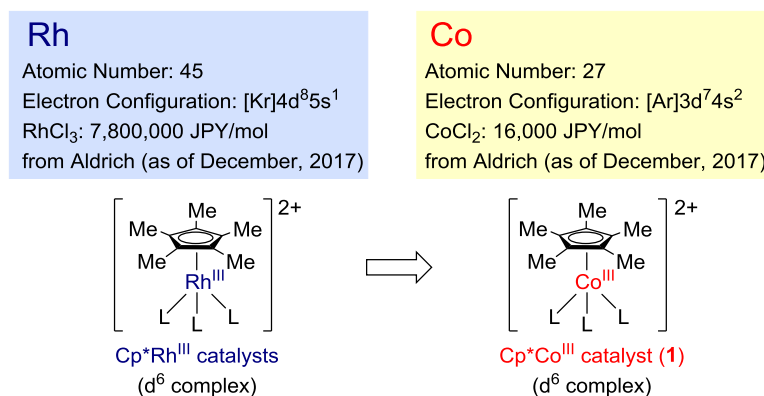 Rh
Atomic Number: 45
Electron Configuration: [Kr]4d⁸5s¹
RhCl₃: 7,800,000 JPY/mol
from Aldrich (as of December, 2017)
Co
Atomic Number: 27
Electron Configuration: [Ar]3d⁷4s²
CoCl₂: 16,000 JPY/mol
from Aldrich (as of December, 2017)
2+
Me
Me Me
Me Me
Rhᴵᴵᴵ
L L L
Cp*Rhᴵᴵᴵ catalysts
(d⁶ complex)
2+
Me
Me Me
Me Me
Coᴵᴵᴵ
L L L
Cp*Coᴵᴵᴵ catalyst (1)
(d⁶ complex)